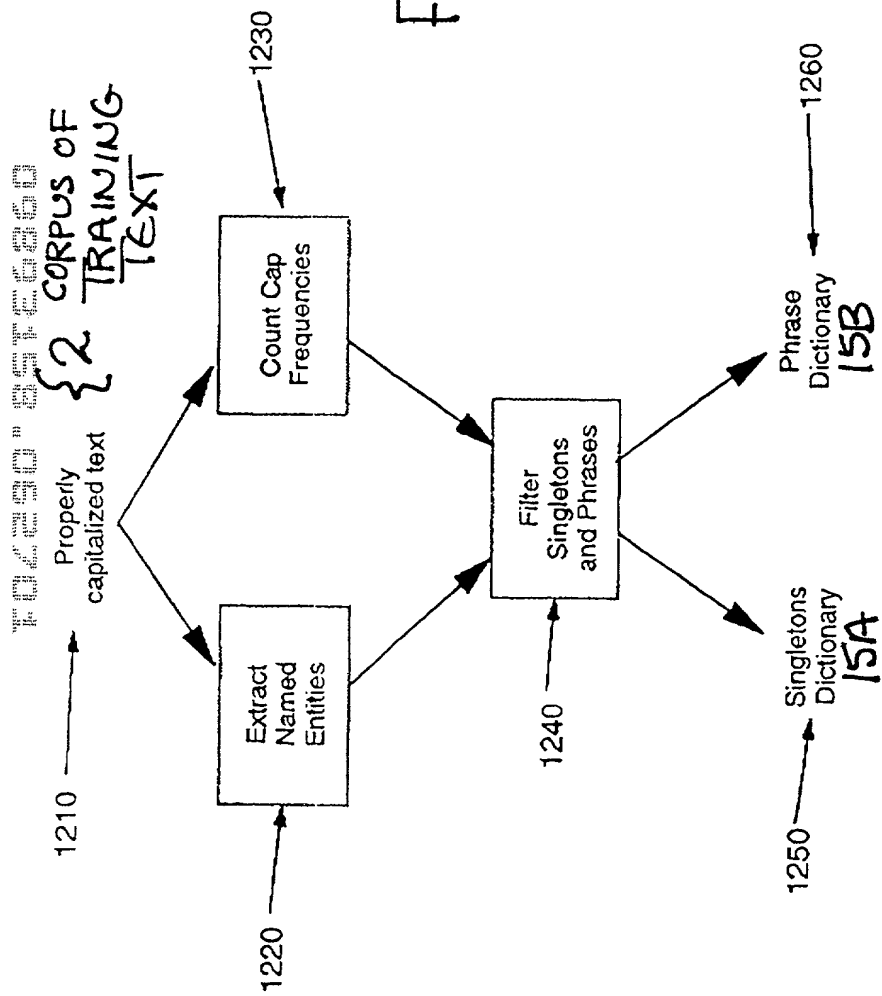 {2 CORPUS OF
TRAINING
TEXT
F
1210
Properly
capitalized text
1230
Count Cap
Frequencies
1220
Extract
Named
Entities
1240
Filter
Singletons
and Phrases
1250
Singletons
Dictionary
15A
1260
Phrase
Dictionary
15B